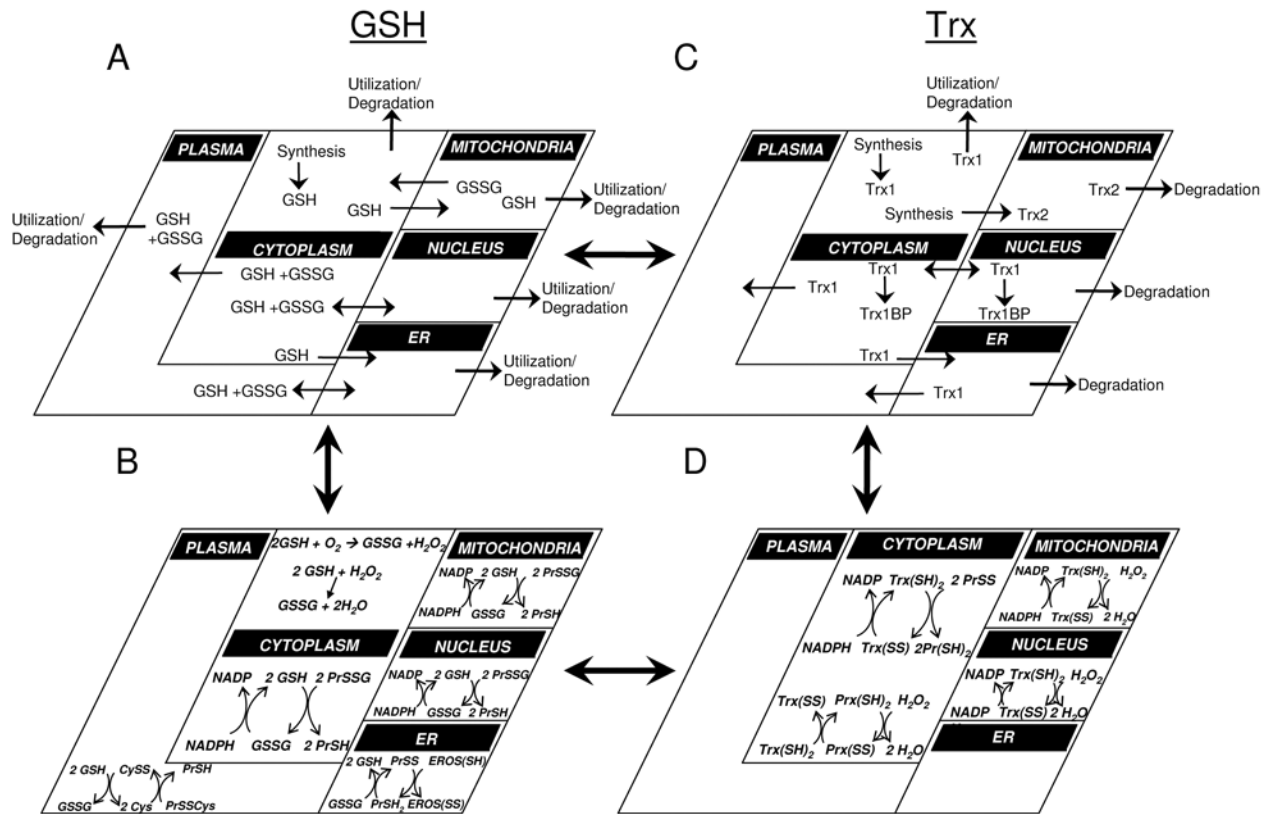 GSH
Trx
A
Utilization/
Degradation
PLASMA
Synthesis
GSH
MITOCHONDRIA
GSSG
GSH
GSH
Utilization/
Degradation
Utilization/
Degradation
GSH
+GSSG
CYTOPLASM
NUCLEUS
GSH +GSSG
GSH +GSSG
Utilization/
Degradation
ER
GSH
GSH +GSSG
Utilization/
Degradation
C
Utilization/
Degradation
PLASMA
Synthesis
Trx1
Trx1
MITOCHONDRIA
Trx2
Degradation
Synthesis
Trx2
CYTOPLASM
NUCLEUS
Trx1
Trx1
Trx1
Trx1BP
Trx1BP
Degradation
ER
Trx1
Trx1
Degradation
B
PLASMA
2GSH + O2 → GSSG +H2O2
2 GSH + H2O2
GSSG + 2H2O
MITOCHONDRIA
NADP 2 GSH 2 PrSSG
NADPH GSSG 2 PrSH
CYTOPLASM
NADP 2 GSH 2 PrSSG
NADPH GSSG 2 PrSH
NUCLEUS
NADP 2 GSH 2 PrSSG
NADPH GSSG 2 PrSH
ER
2 GSH PrSS EROS(SH)
GSSG PrSH2 EROS(SS)
2 GSH CySS PrSH
GSSG 2 Cys PrSSCys
D
PLASMA
CYTOPLASM
NADP Trx(SH)2 2 PrSS
NADPH Trx(SS) 2Pr(SH)2
Trx(SS) Prx(SH)2 H2O2
Trx(SH)2 Prx(SS) 2 H2O
MITOCHONDRIA
NADP Trx(SH)2 H2O2
NADPH Trx(SS) 2 H2O
NUCLEUS
NADP Trx(SH)2 H2O2
NADP Trx(SS) 2 H2O
ER